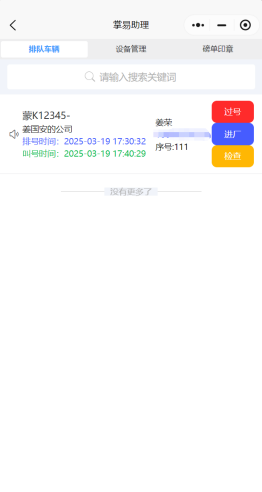 掌易助理
排队车辆
设备管理
磅单印章
请输入搜索关键词
蒙K12345-
姜国安的公司
排号时间：2025-03-19 17:30:32
叫号时间：2025-03-19 17:40:29
姜荣
序号:111
过号
进厂
检查
没有更多了